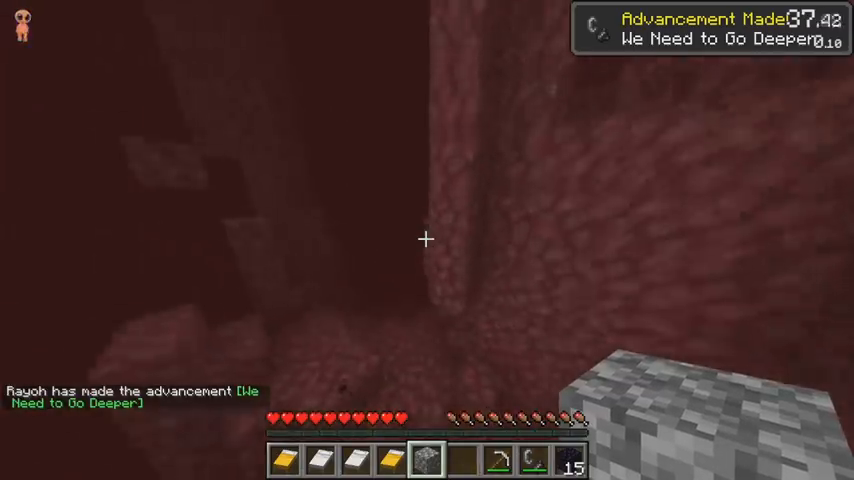 Advancement Made
37.42
We Need to Go Deeper
0.10
Rayoh has made the advancement [We
Need to Go Deeper]
15